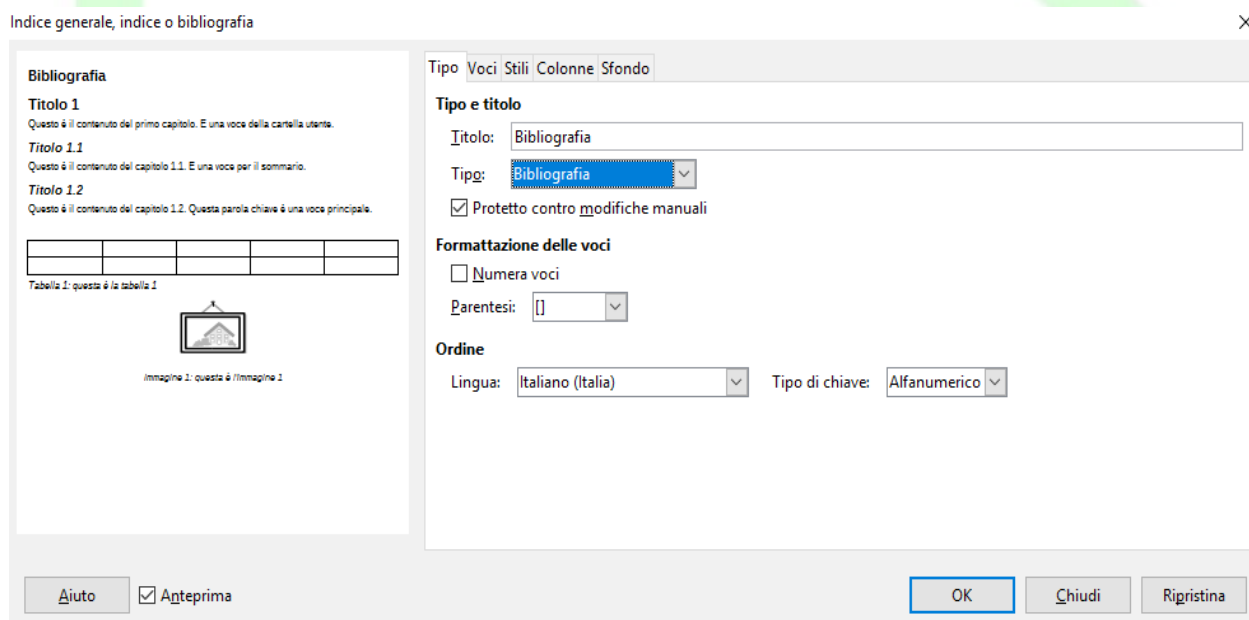 Indice generale, indice o bibliografia
Bibliografia
Titolo 1
Questo è il contenuto del primo capitolo. E una voce della cartella utente.
Titolo 1.1
Questo è il contenuto del capitolo 1.1. E una voce per il sommario.
Titolo 1.2
Questo è il contenuto del capitolo 1.2. Questa parola chiave é una voce principale.
Tabella 1: questa é la tabella 1
Immagine 1: questa é l'immagine 1
Tipo Voci Stili Colonne Sfondo
Tipo e titolo
Titolo: Bibliografia
Tipo: Bibliografia
Protetto contro modifiche manuali
Formattazione delle voci
Numera voci
Parentesi: []
Ordine
Lingua: Italiano (Italia) Tipo di chiave: Alfanumerico
Aiuto Anteprima OK Chiudi Ripristina